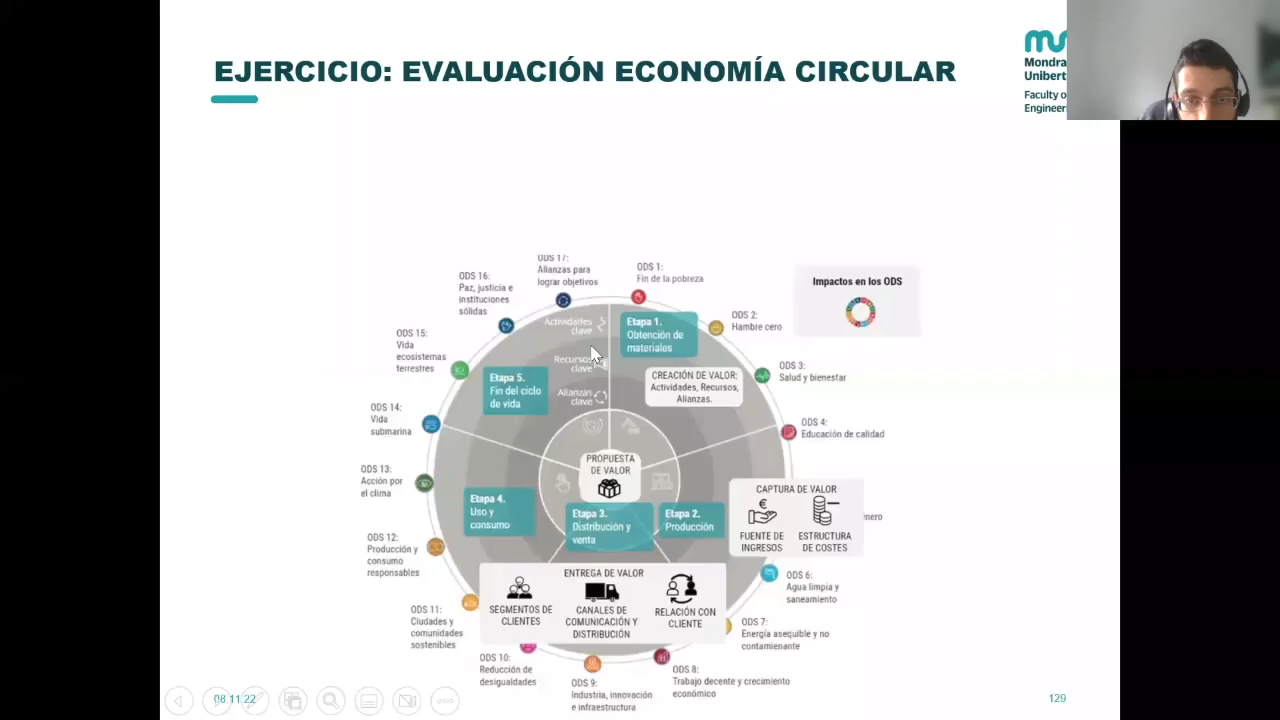 EJERCICIO: EVALUACIÓN ECONOMÍA CIRCULAR
Mondra
Unibert
Faculty o
Engineer
ODS 17:
Alianzas para
lograr objetivos
ODS 1:
Fin de la pobreza
Impactos en los ODS
ODS 16:
Paz, justicia e
instituciones
sólidas
ODS 2:
Hambre cero
Actividades
clave
Etapa 1.
Obtención de
materiales
ODS 15:
Vida
ecosistemas
terrestres
Recursos
clave
ODS 3:
Salud y bienestar
Etapa 5.
Fin del ciclo
de vida
CREACIÓN DE VALOR:
Actividades, Recursos,
Alianzas.
Alianzas
clave
ODS 14:
Vida
submarina
ODS 4:
Educación de calidad
PROPUESTA
DE VALOR
ODS 13:
Acción por
el clima
CAPTURA DE VALOR
€
FUENTE DE
INGRESOS
ESTRUCTURA
DE COSTES
énero
Etapa 4.
Uso y
consumo
Etapa 3.
Distribución y
venta
Etapa 2.
Producción
ODS 12:
Producción y
consumo
responsables
ENTREGA DE VALOR
SEGMENTOS DE
CLIENTES
CANALES DE
COMUNICACIÓN Y
DISTRIBUCIÓN
RELACIÓN CON
CLIENTE
ODS 6:
Agua limpia y
saneamiento
ODS 11:
Ciudades y
comunidades
sostenibles
ODS 7:
Energía asequible y no
contamienante
ODS 10:
Reducción de
desigualdades
ODS 9:
Industria, innovación
e infraestructura
ODS 8:
Trabajo decente y crecimiento
económico
08.11.22
129